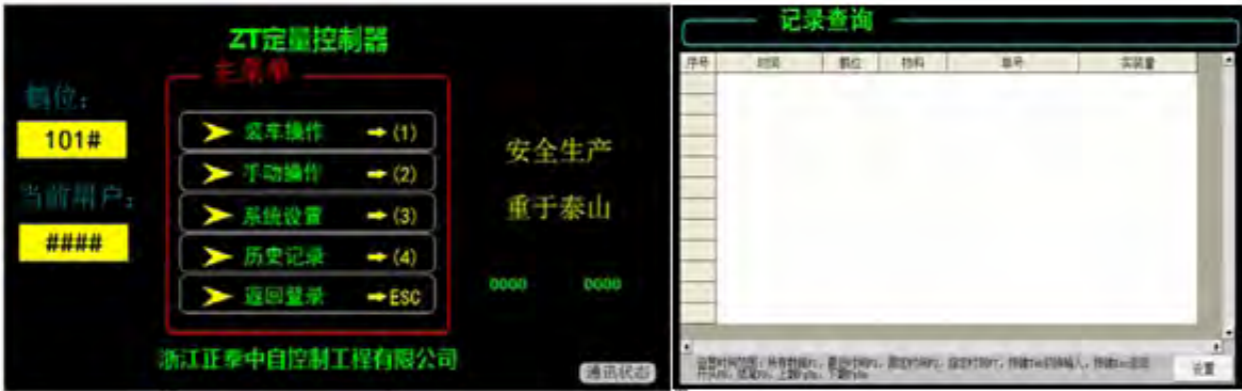 ZT定量控制器
主菜单
鹤位：
101#
当前用户：
####
装车操作 (1)
手动操作 (2)
系统设置 (3)
历史记录 (4)
返回登录 ESC
安全生产
重于泰山
0000 0000
浙江正泰中自控制工程有限公司
通讯状态
记录查询
序号 时间 鹤位 物料 单号 实装量
设置